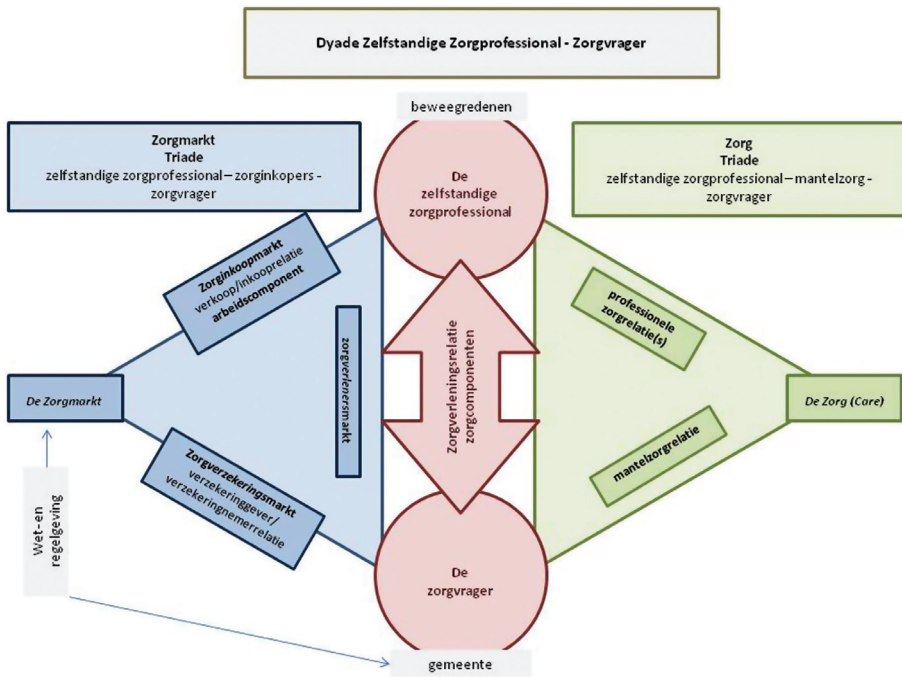 Dyade Zelfstandige Zorgprofessional - Zorgvrager
beweegredenen
Zorgmarkt
Triade
zelfstandige zorgprofessional – zorginkopers -
zorgvrager
De
zelfstandige
zorgprofessional
Zorg
Triade
zelfstandige zorgprofessional – mantelzorg -
zorgvrager
Zorginkoopmarkt
verkoop/inkooprelatie
arbeidscomponent
zorgverlenersmarkt
Zorgverleningsrelatie
zorgcomponenten
professionele
zorgrelatie(s)
De Zorgmarkt
De Zorg (Care)
Zorgverzekeringsmarkt
verzekeringgever/
verzekeringnemerrelatie
mantelzorgrelatie
Wet-en
regelgeving
De
zorgvrager
gemeente